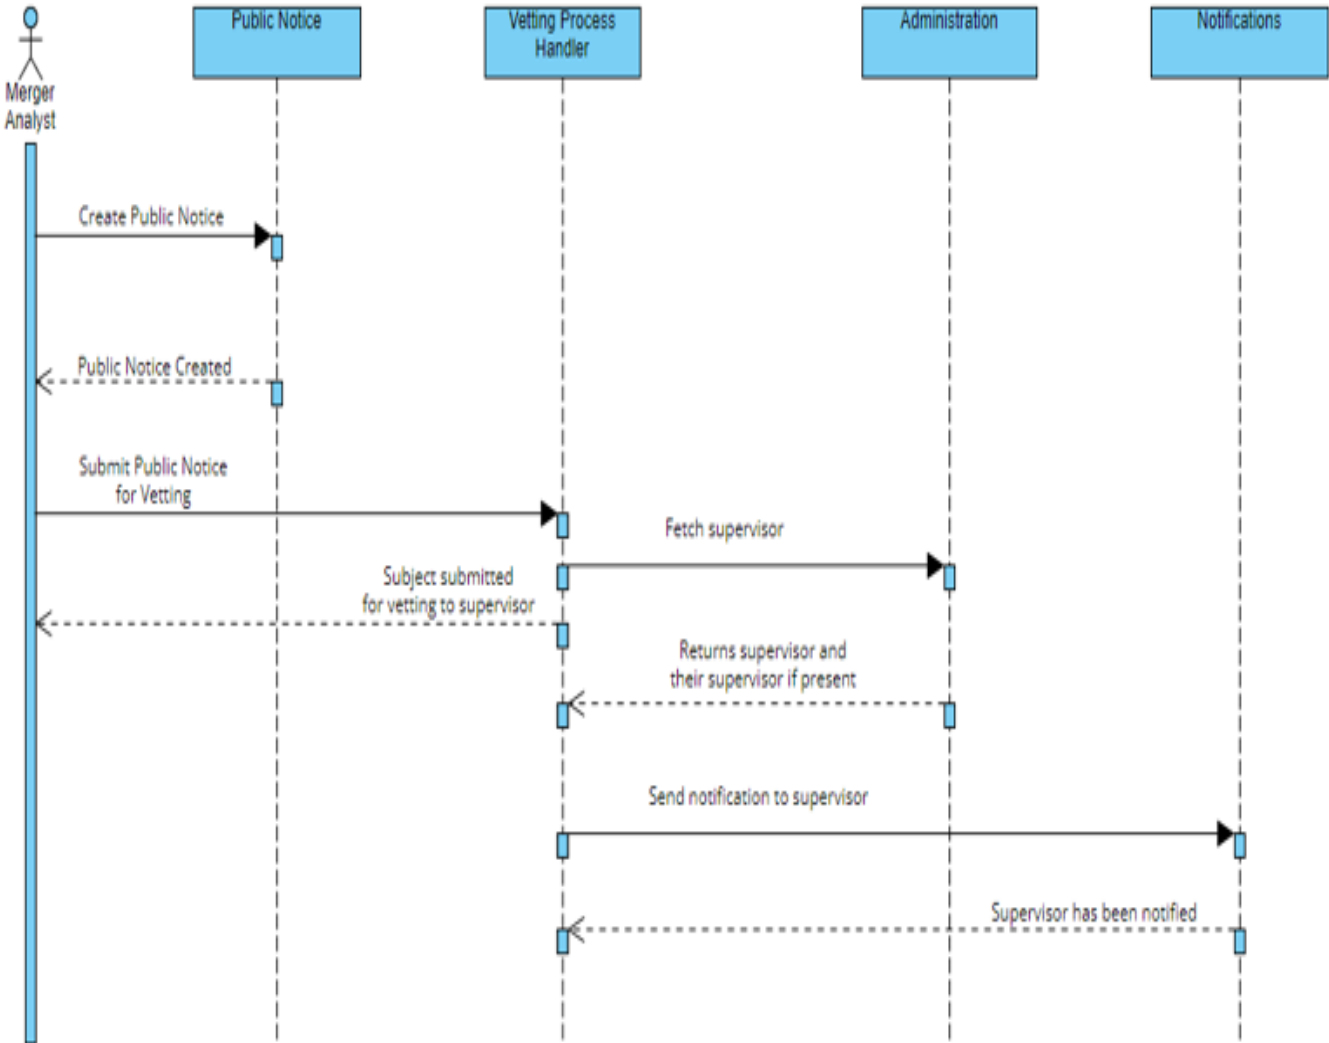 Public Notice
Vetting Process
Handler
Administration
Notifications
Merger
Analyst
Create Public Notice
Public Notice Created
Submit Public Notice
for Vetting
Fetch supervisor
Subject submitted
for vetting to supervisor
Returns supervisor and
their supervisor if present
Send notification to supervisor
Supervisor has been notified